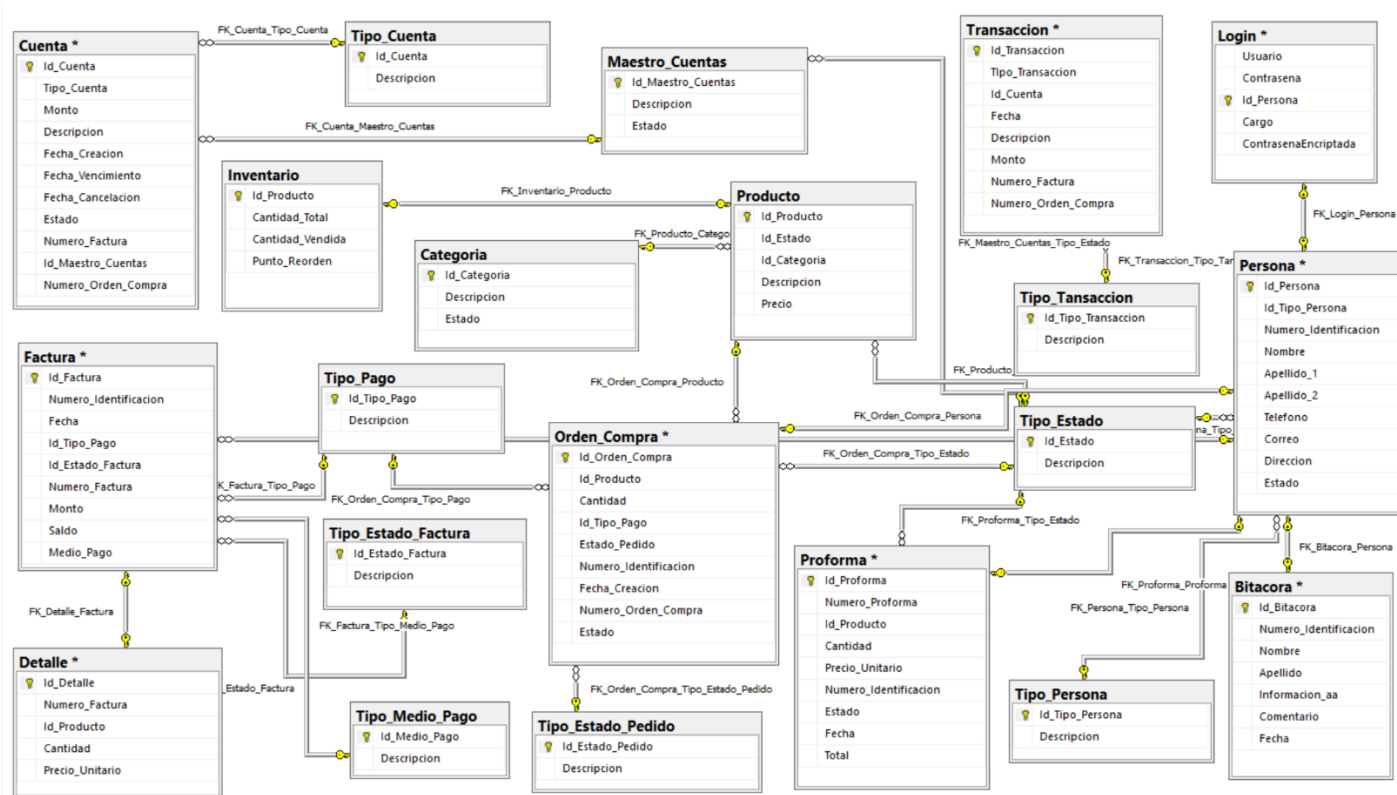 FK_Cuenta_Tipo_Cuenta
Cuenta *
Id_Cuenta
Tipo_Cuenta
Monto
Descripcion
Fecha_Creacion
Fecha_Vencimiento
Fecha_Cancelacion
Estado
Numero_Factura
Id_Maestro_Cuentas
Numero_Orden_Compra
Tipo_Cuenta
Id_Cuenta
Descripcion
FK_Cuenta_Maestro_Cuentas
Maestro_Cuentas
Id_Maestro_Cuentas
Descripcion
Estado
Transaccion *
Id_Transaccion
TIpo_Transaccion
Id_Cuenta
Fecha
Descripcion
Monto
Numero_Factura
Numero_Orden_Compra
Login *
Usuario
Contrasena
Id_Persona
Cargo
ContrasenaEncriptada
FK_Login_Persona
Inventario
Id_Producto
Cantidad_Total
Cantidad_Vendida
Punto_Reorden
FK_Inventario_Producto
FK_Producto_Catego
Categoria
Id_Categoria
Descripcion
Estado
Producto
Id_Producto
Id_Estado
Id_Categoria
Descripcion
Precio
FK_Maestro_Cuentas_Tipo_Estado
FK_Transaccion_Tipo_Tar
Tipo_Tansaccion
Id_Tipo_Transaccion
Descripcion
Persona *
Id_Persona
Id_Tipo_Persona
Numero_Identificacion
Nombre
Apellido_1
Apellido_2
Telefono
Correo
Direccion
Estado
Factura *
Id_Factura
Numero_Identificacion
Fecha
Id_Tipo_Pago
Id_Estado_Factura
Numero_Factura
Monto
Saldo
Medio_Pago
Tipo_Pago
Id_Tipo_Pago
Descripcion
FK_Orden_Compra_Producto
FK_Producto_
FK_Orden_Compra_Persona
Tipo_Estado
Id_Estado
Descripcion
na_Tipo_
Orden_Compra *
Id_Orden_Compra
Id_Producto
Cantidad
Id_Tipo_Pago
Estado_Pedido
Numero_Identificacion
Fecha_Creacion
Numero_Orden_Compra
Estado
FK_Orden_Compra_Tipo_Estado
K_Factura_Tipo_Pago
FK_Orden_Compra_Tipo_Pago
FK_Proforma_Tipo_Estado
Tipo_Estado_Factura
Id_Estado_Factura
Descripcion
FK_Bitacora_Persona
Proforma *
Id_Proforma
Numero_Proforma
Id_Producto
Cantidad
Precio_Unitario
Numero_Identificacion
Estado
Fecha
Total
FK_Proforma_Proforma
FK_Persona_Tipo_Persona
Bitacora *
Id_Bitacora
Numero_Identificacion
Nombre
Apellido
Informacion_aa
Comentario
Fecha
FK_Detalle_Factura
FK_Factura_Tipo_Medio_Pago
Detalle *
Id_Detalle
Numero_Factura
Id_Producto
Cantidad
Precio_Unitario
_Estado_Factura
FK_Orden_Compra_Tipo_Estado_Pedido
Tipo_Medio_Pago
Id_Medio_Pago
Descripcion
Tipo_Estado_Pedido
Id_Estado_Pedido
Descripcion
Tipo_Persona
Id_Tipo_Persona
Descripcion